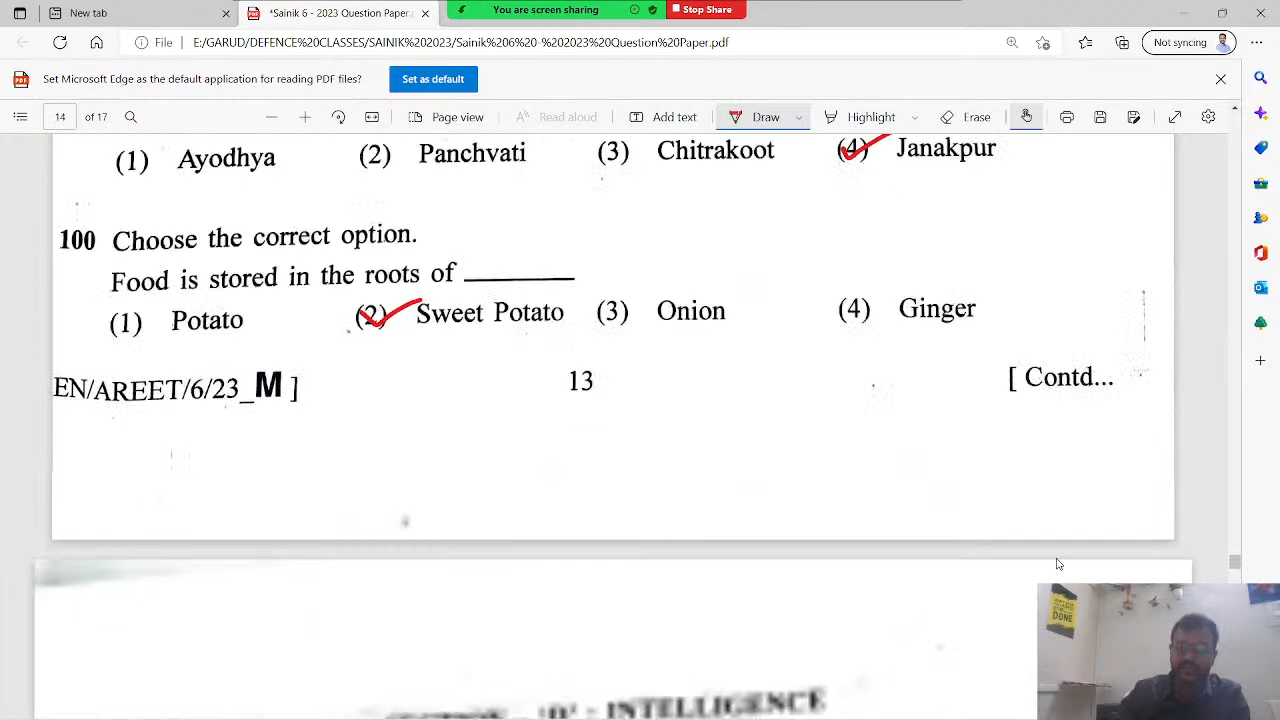 New tab
*Sainik 6 - 2023 Question Paper.p
You are screen sharing
Stop Share
File
E:/GARUD/DEFENCE%20CLASSES/SAINIK%202023/Sainik%206%20-%202023%20Question%20Paper.pdf
Not syncing
Set Microsoft Edge as the default application for reading PDF files?
Set as default
14 of 17
Page view
Read aloud
Add text
Draw
Highlight
Erase
(1) Ayodhya (2) Panchvati (3) Chitrakoot (4) Janakpur
100 Choose the correct option.
Food is stored in the roots of
(1) Potato (2) Sweet Potato (3) Onion (4) Ginger
EN/AREET/6/23_M ] 13 [ Contd...
'D' : INTELLIGENCE
DONE